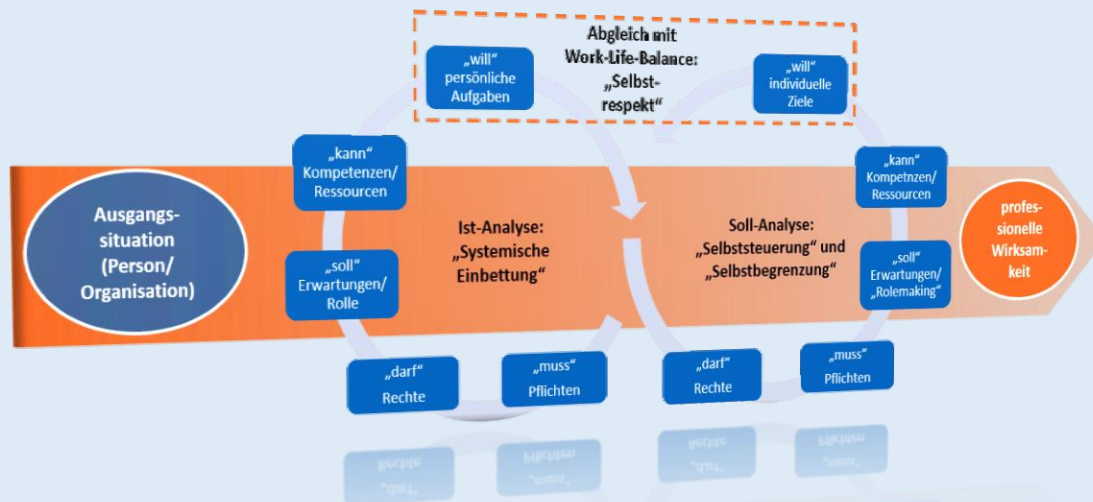 Abgleich mit
Work-Life-Balance:
„Selbst-
respekt“
„will“
persönliche
Aufgaben
„will“
individuelle
Ziele
„kann“
Kompetenzen/
Ressourcen
„kann“
Kompetnzen/
Ressourcen
Ausgangs-
situation
(Person/
Organisation)
Ist-Analyse:
„Systemische
Einbettung“
Soll-Analyse:
„Selbststeuerung“ und
„Selbstbegrenzung“
profes-
sionelle
Wirksam-
keit
„soll“
Erwartungen/
Rolle
„soll“
Erwartungen/
„Rolemaking“
„darf“
Rechte
„muss“
Pflichten
„darf“
Rechte
„muss“
Pflichten